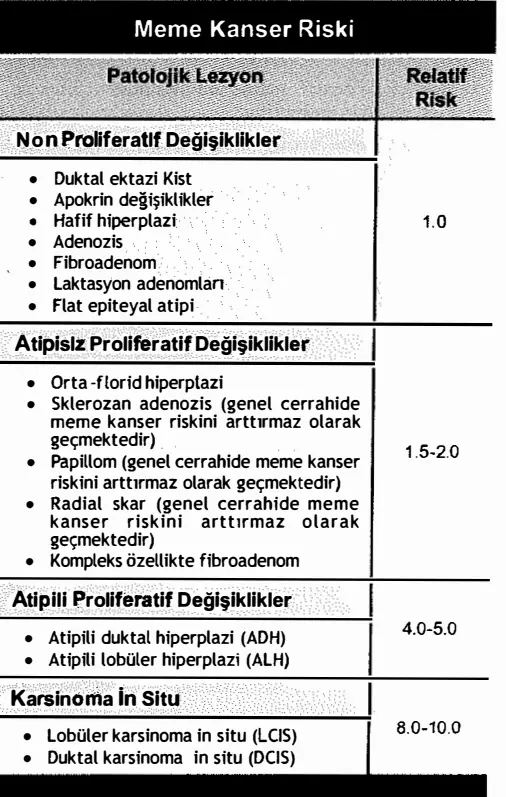 Meme Kanser Riski
Patolojik Lezyon
Relatif
Risk
Non Proliferatif Değişiklikler
• Duktal ektazi Kist
• Apokrin değişiklikler
• Hafif hiperplazi
• Adenozis
• Fibroadenom
• Laktasyon adenomları
• Flat epiteyal atipi
1.0
Atipisiz Proliferatif Değişiklikler
• Orta-florid hiperplazi
• Sklerozan adenozis (genel cerrahide
meme kanser riskini arttırmaz olarak
geçmektedir)
• Papillom (genel cerrahide meme kanser
riskini arttırmaz olarak geçmektedir)
• Radial skar (genel cerrahide meme
kanser riskini arttırmaz olarak
geçmektedir)
• Kompleks özellikte fibroadenom
1.5-2.0
Atipili Proliferatif Değişiklikler
• Atipili duktal hiperplazi (ADH)
• Atipili lobüler hiperplazi (ALH)
4.0-5.0
Karsinoma İn Situ
• Lobüler karsinoma in situ (LCIS)
• Duktal karsinoma in situ (DCIS)
8.0-10.0